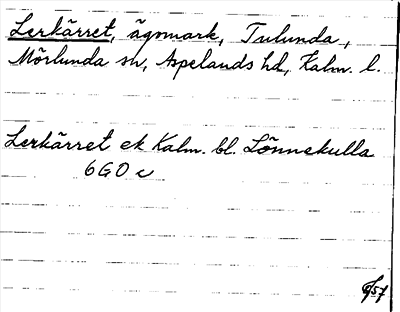 Lerkärret, ägomark, Tulunda,
Mörlunda sn, Aspelands hd, Kalm. l.
Lerkärret ek Kalm. bl. Lönnekulla
6G0c